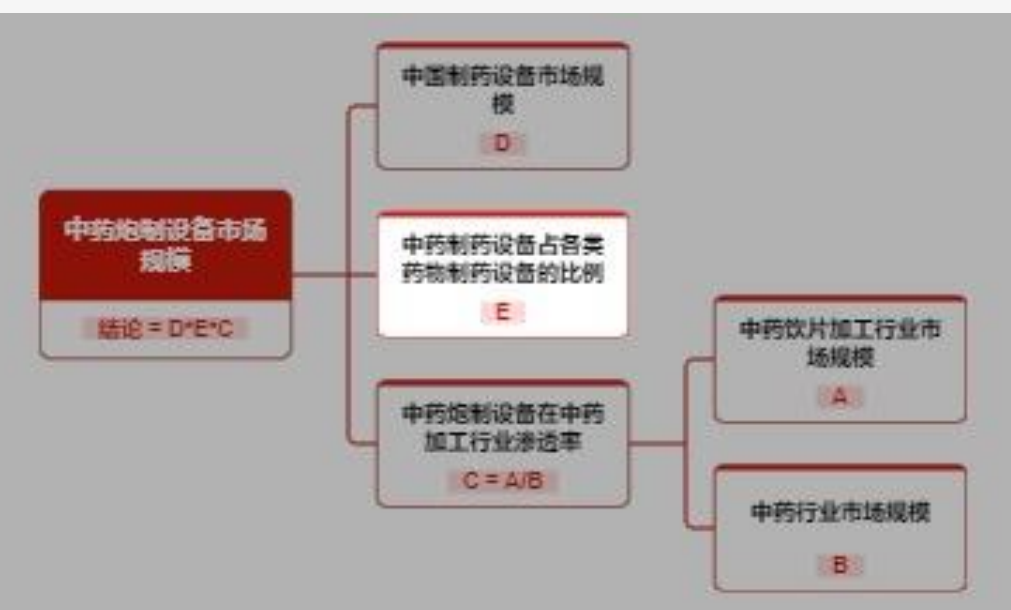 中国制药设备市场规
模
D
中药炮制设备市场
规模
结论 = D*E*C
中药制药设备占各类
药物制药设备的比例
E
中药炮制设备在中药
加工行业渗透率
C = A/B
中药饮片加工行业市
场规模
A
中药行业市场规模
B